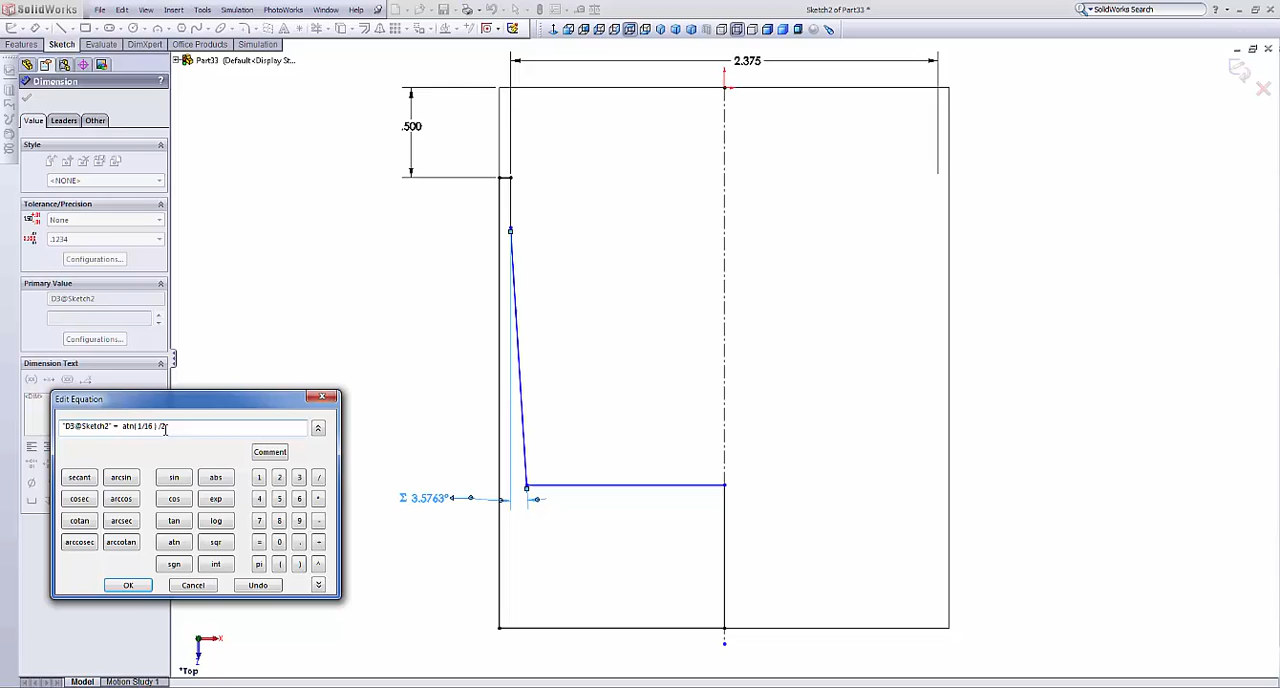 SolidWorks File Edit View Insert Tools Simulation PhotoWorks Window Help Sketch2 of Part33 * SolidWorks Search ?
Features Sketch Evaluate DimXpert Office Products Simulation
Part33 (Default<Display St...
Dimension ?
Value Leaders Other
Style
<NONE>
Tolerance/Precision
None
.1234
Configurations...
Primary Value
D3@Sketch2
Configurations...
Dimension Text
<DIM>
Edit Equation
"D3@Sketch2" = atn( 1/16 ) /2
Comment
secant arcsin sin abs 1 2 3 /
cosec arccos cos exp 4 5 6 *
cotan arcsec tan log 7 8 9 -
arccosec arccotan atn sqr = 0 . +
sgn int pi ( ) ^
OK Cancel Undo
2.375
.500
Σ 3.5763°
X
Z
*Top
Model Motion Study 1